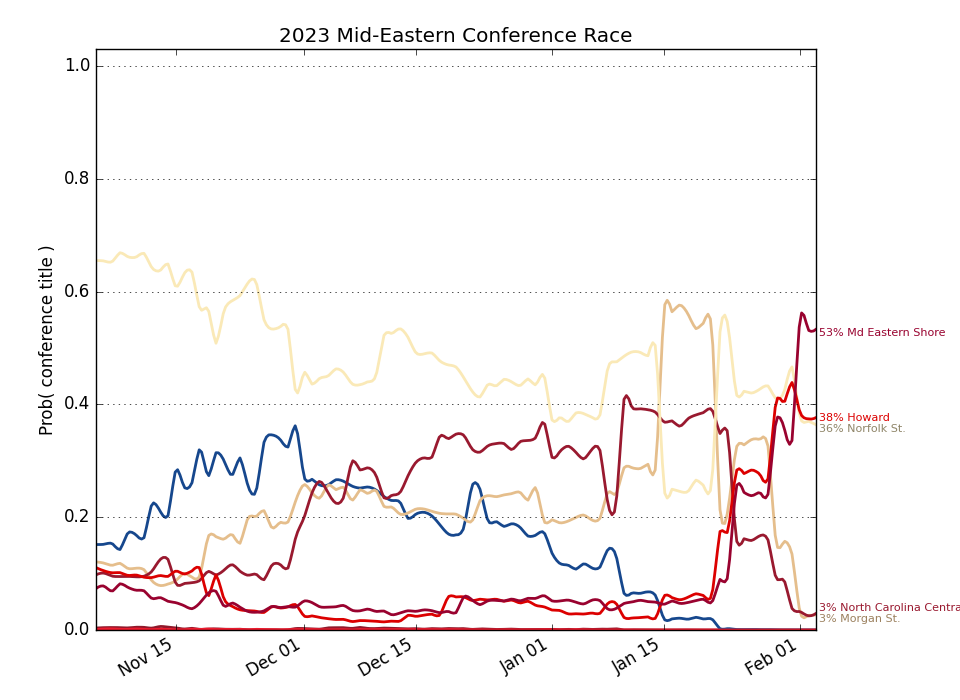 2023 Mid-Eastern Conference Race
Prob( conference title )
1.0
0.8
0.6
0.4
0.2
0.0
53% Md Eastern Shore
38% Howard
36% Norfolk St.
3% North Carolina Centra
3% Morgan St.
Nov 15
Dec 01
Dec 15
Jan 01
Jan 15
Feb 01